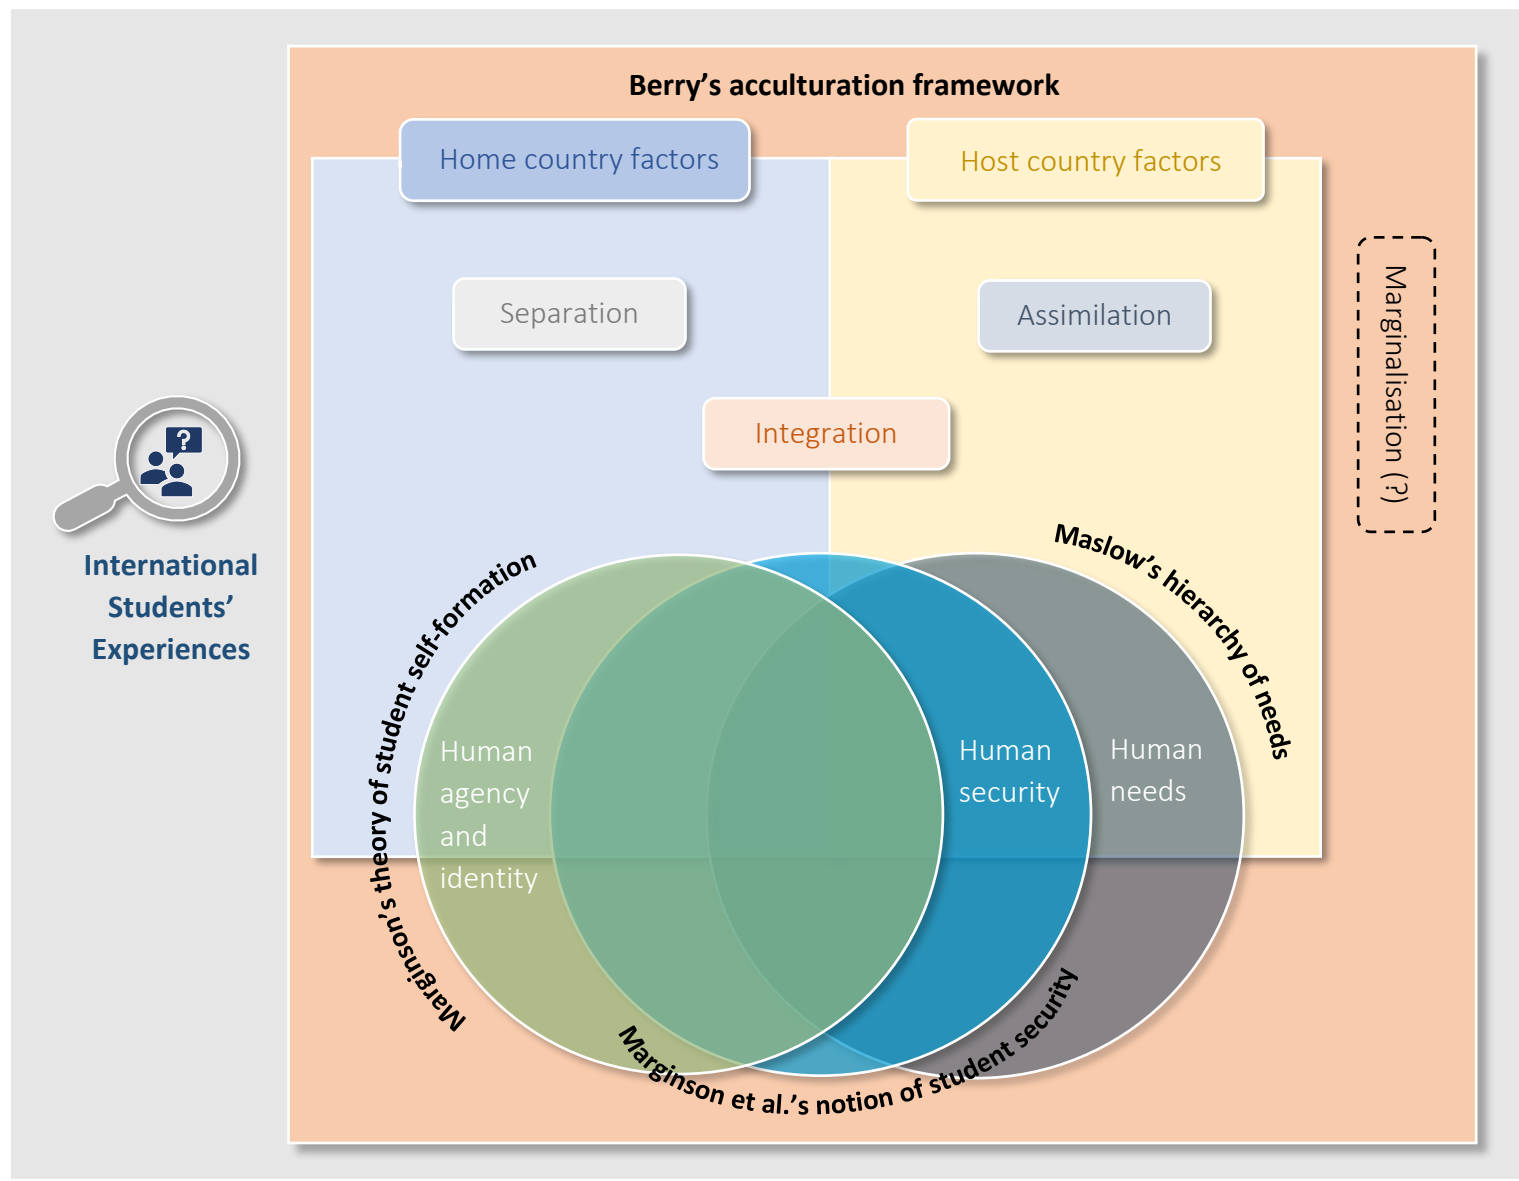 Berry’s acculturation framework
Home country factors
Host country factors
Separation
Assimilation
Integration
Marginalisation (?)
?
International
Students’
Experiences
Marginson’s theory of student self-formation
Maslow’s hierarchy of needs
Human
agency
and
identity
Human
security
Human
needs
Marginson et al.’s notion of student security